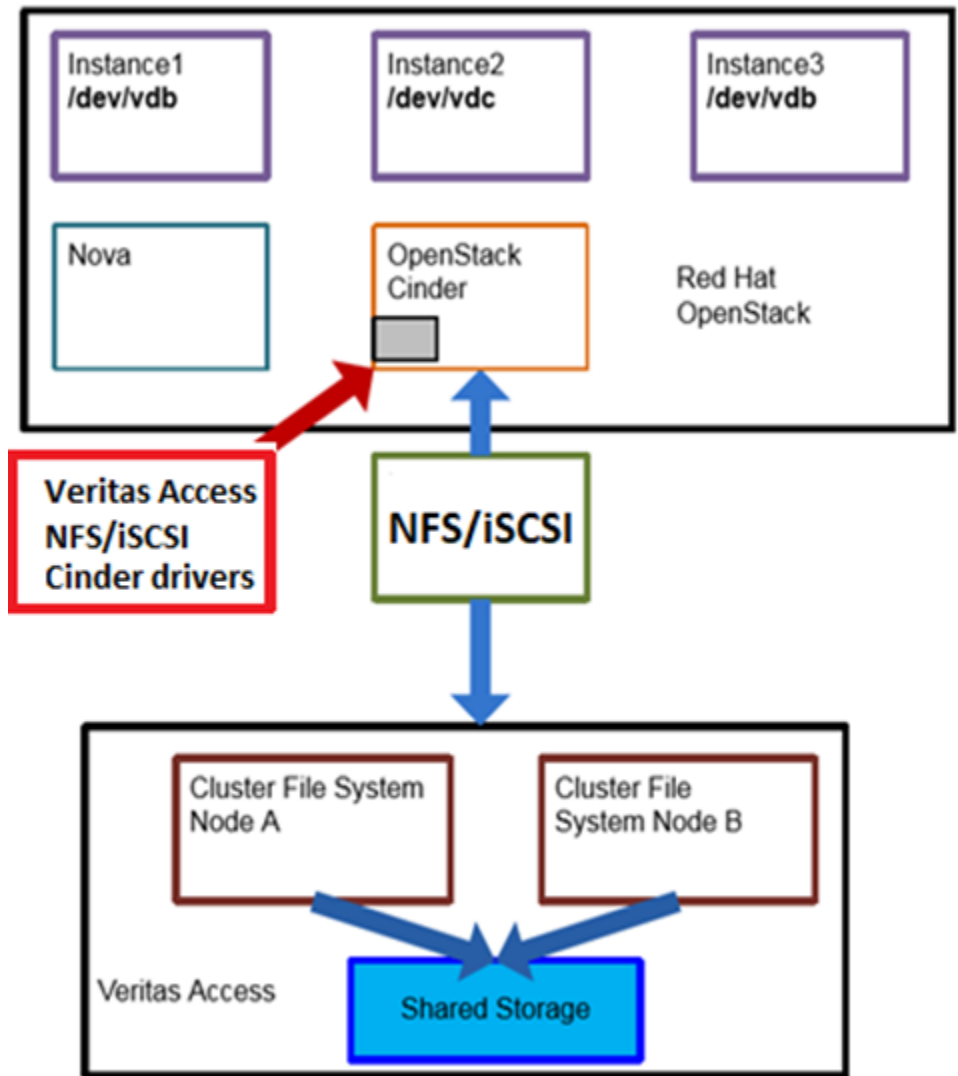 Instance1
/dev/vdb
Instance2
/dev/vdc
Instance3
/dev/vdb
Nova
OpenStack
Cinder
Red Hat
OpenStack
Veritas Access
NFS/iSCSI
Cinder drivers
NFS/iSCSI
Cluster File System
Node A
Cluster File
System Node B
Veritas Access
Shared Storage